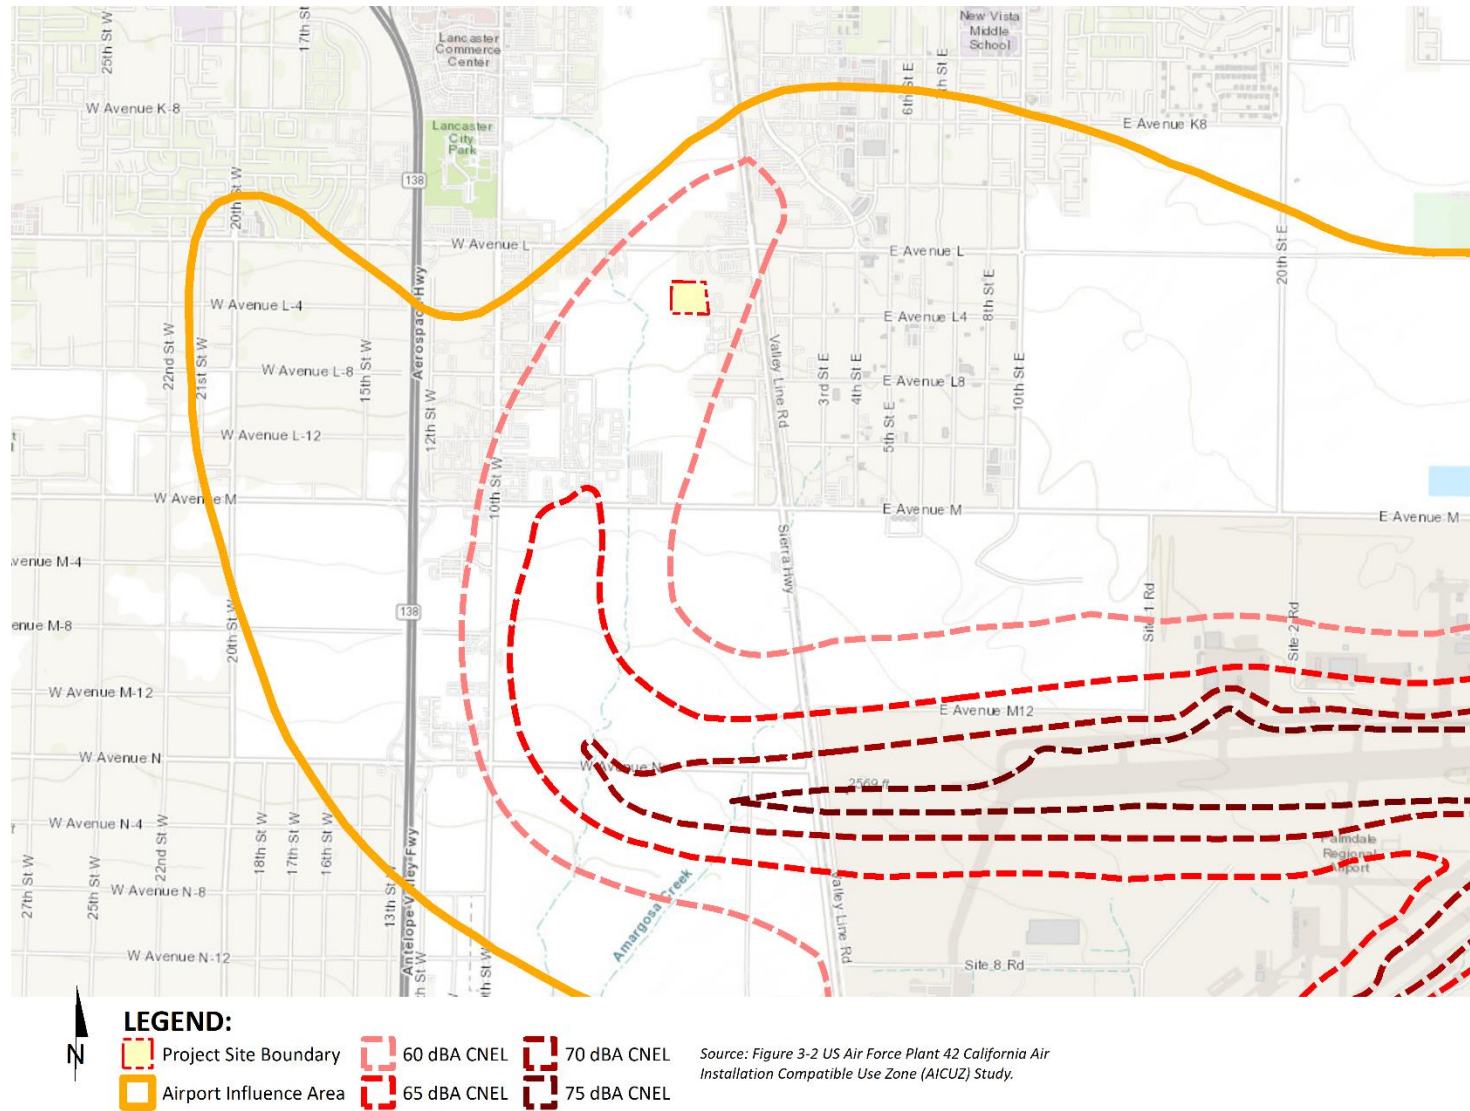 25th St W
17th St
Lancaster
Commerce
Center
New Vista
Middle
School
W Avenue K-8
6th St E
E Avenue K8
Lancaster
City
Park
138
20th St W
W Avenue L
E Avenue L
20th St E
Aerospace Hwy
W Avenue L-4
E Avenue L4
8th St E
22nd St W
21st St W
15th St W
W Avenue L-8
Valley Line Rd
3rd St E
4th St E
E Avenue L8
10th St E
12th St W
W Avenue L-12
5th St E
W Avenue M
10th St W
E Avenue M
E Avenue M
Sierra Hwy
venue M-4
138
enue M-8
20th St W
Site 1 Rd
Site 2 Rd
W Avenue M-12
E Avenue M12
W Avenue N
W Avenue N
2569 ft
W Avenue N-4
18th St W
17th St W
16th St W
22nd St W
Palmdale
Regional
Airport
27th St W
25th St W
W Avenue N-8
13th St
Antelope Valley Fwy
Amargosa Creek
Valley Line Rd
W Avenue N-12
Site 8 Rd
N
LEGEND:
Project Site Boundary
60 dBA CNEL
70 dBA CNEL
Airport Influence Area
65 dBA CNEL
75 dBA CNEL
Source: Figure 3-2 US Air Force Plant 42 California Air
Installation Compatible Use Zone (AICUZ) Study.